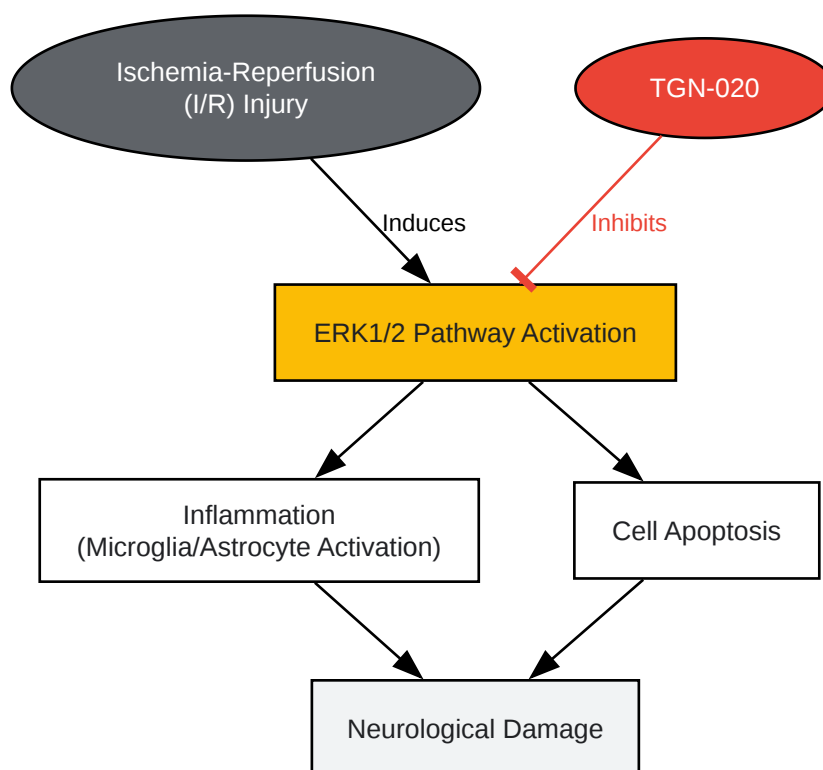 Ischemia-Reperfusion
(I/R) Injury
TGN-020
Induces
Inhibits
ERK1/2 Pathway Activation
Inflammation
(Microglia/Astrocyte Activation)
Cell Apoptosis
Neurological Damage